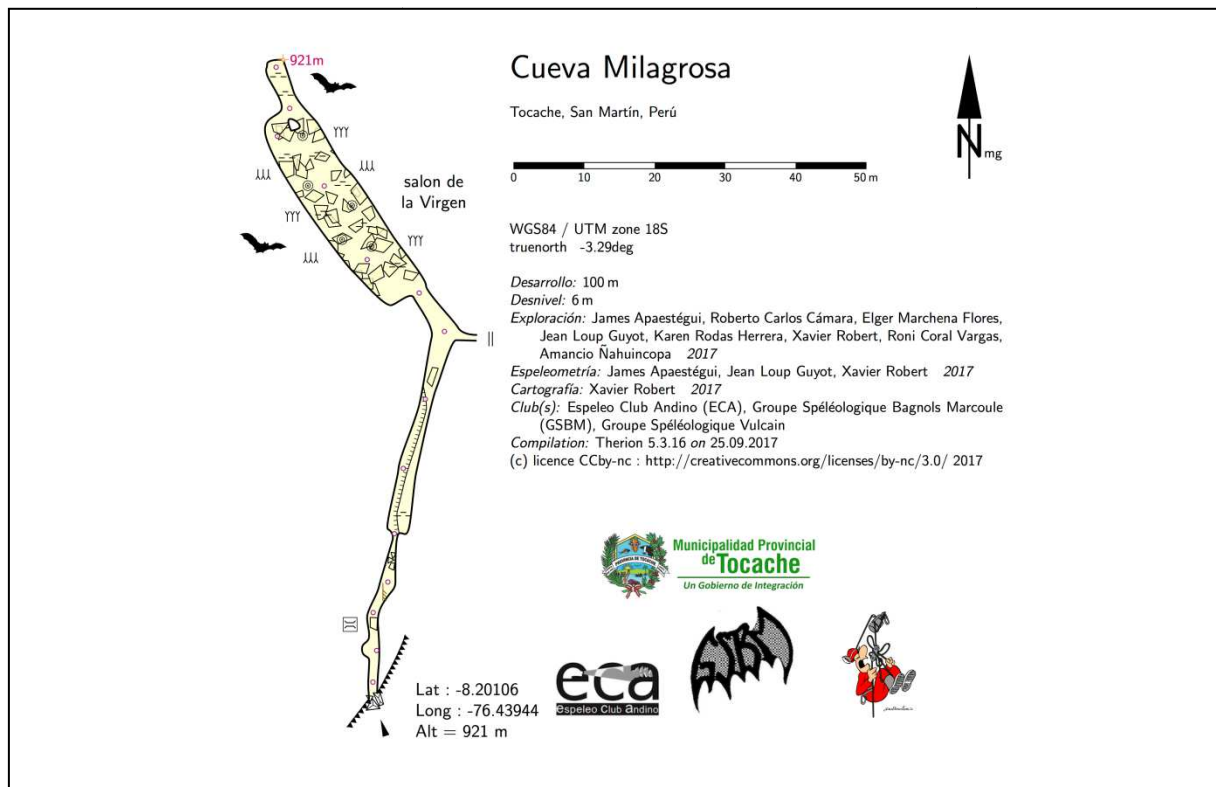 921m
Cueva Milagrosa
Tocache, San Martín, Perú
N mg
0 10 20 30 40 50 m
salon de
la Virgen
WGS84 / UTM zone 18S
truenorth -3.29deg
Desarrollo: 100 m
Desnivel: 6 m
Exploración: James Apaestégui, Roberto Carlos Cámara, Elger Marchena Flores,
Jean Loup Guyot, Karen Rodas Herrera, Xavier Robert, Roni Coral Vargas,
Amancio Ñahuincopa 2017
Espeleometría: James Apaestégui, Jean Loup Guyot, Xavier Robert 2017
Cartografía: Xavier Robert 2017
Club(s): Espeleo Club Andino (ECA), Groupe Spéléologique Bagnols Marcoule
(GSBM), Groupe Spéléologique Vulcain
Compilation: Therion 5.3.16 on 25.09.2017
(c) licence CCby-nc : http://creativecommons.org/licenses/by-nc/3.0/ 2017
PROVINCIA DE TOCACHE
Municipalidad Provincial
de Tocache
Un Gobierno de Integración
Lat : -8.20106
Long : -76.43944
Alt = 921 m
eca
espeleo Club andino
GSBM